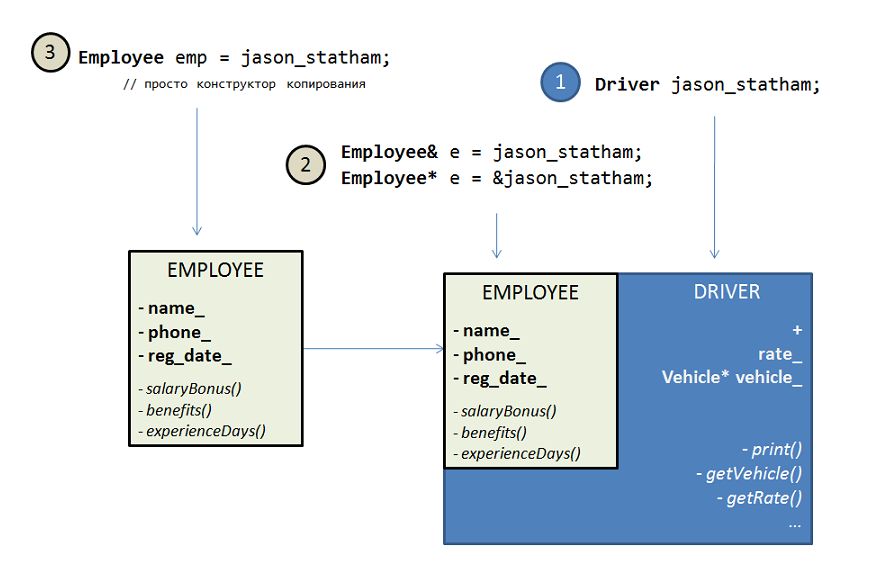 3
Employee emp = jason_statham;
// просто конструктор копирования
1
Driver jason_statham;
2
Employee& e = jason_statham;
Employee* e = &jason_statham;
EMPLOYEE
- name_
- phone_
- reg_date_
- salaryBonus()
- benefits()
- experienceDays()
EMPLOYEE
- name_
- phone_
- reg_date_
- salaryBonus()
- benefits()
- experienceDays()
DRIVER
+
rate_
Vehicle* vehicle_
- print()
- getVehicle()
- getRate()
...